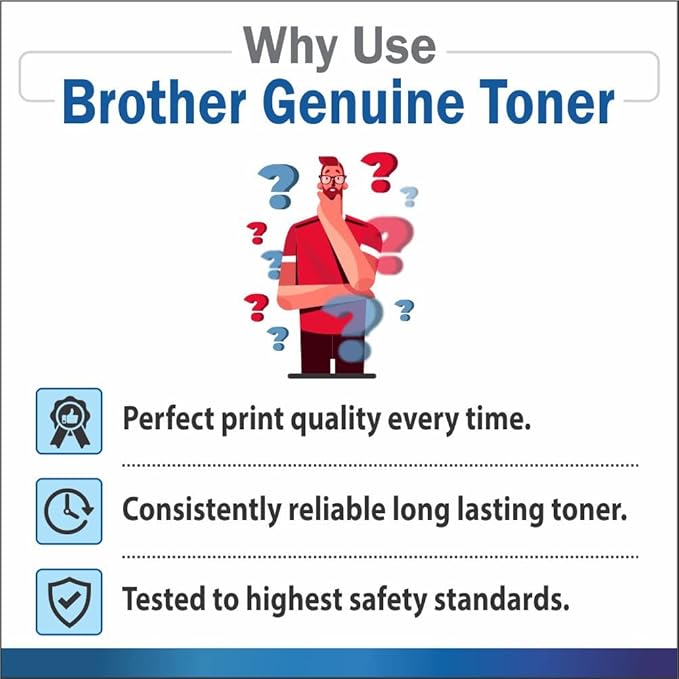 Why Use
Brother Genuine Toner
? ? ? ? ? ? ? ? ? ?
Perfect print quality every time.
Consistently reliable long lasting toner.
Tested to highest safety standards.